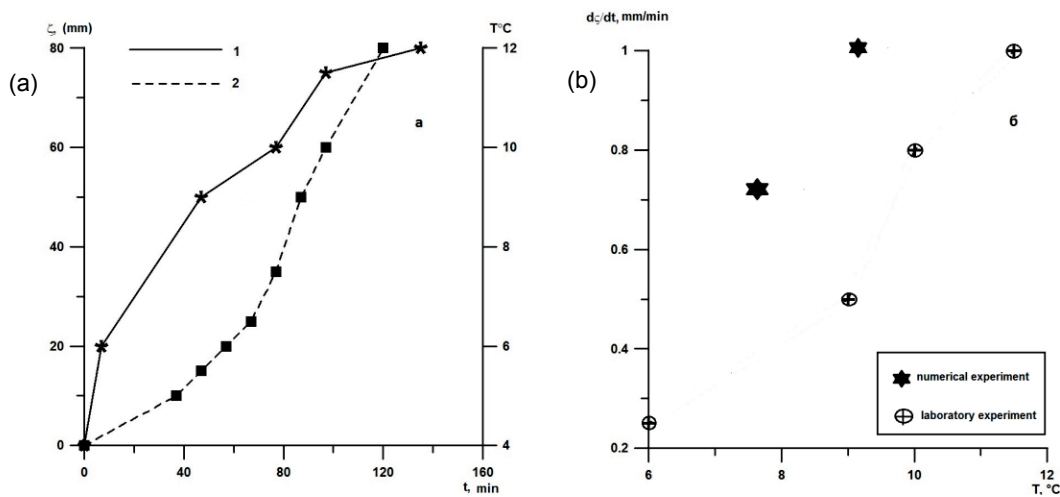 (a)
ζ, (mm)
T°C
1
2
а
80
60
40
20
0
12
10
8
6
4
0 40 80 120 160
t, min
(b)
dς/dt, mm/min
б
1
0.8
0.6
0.4
0.2
numerical experiment
laboratory experiment
6 8 10 12
T, °C